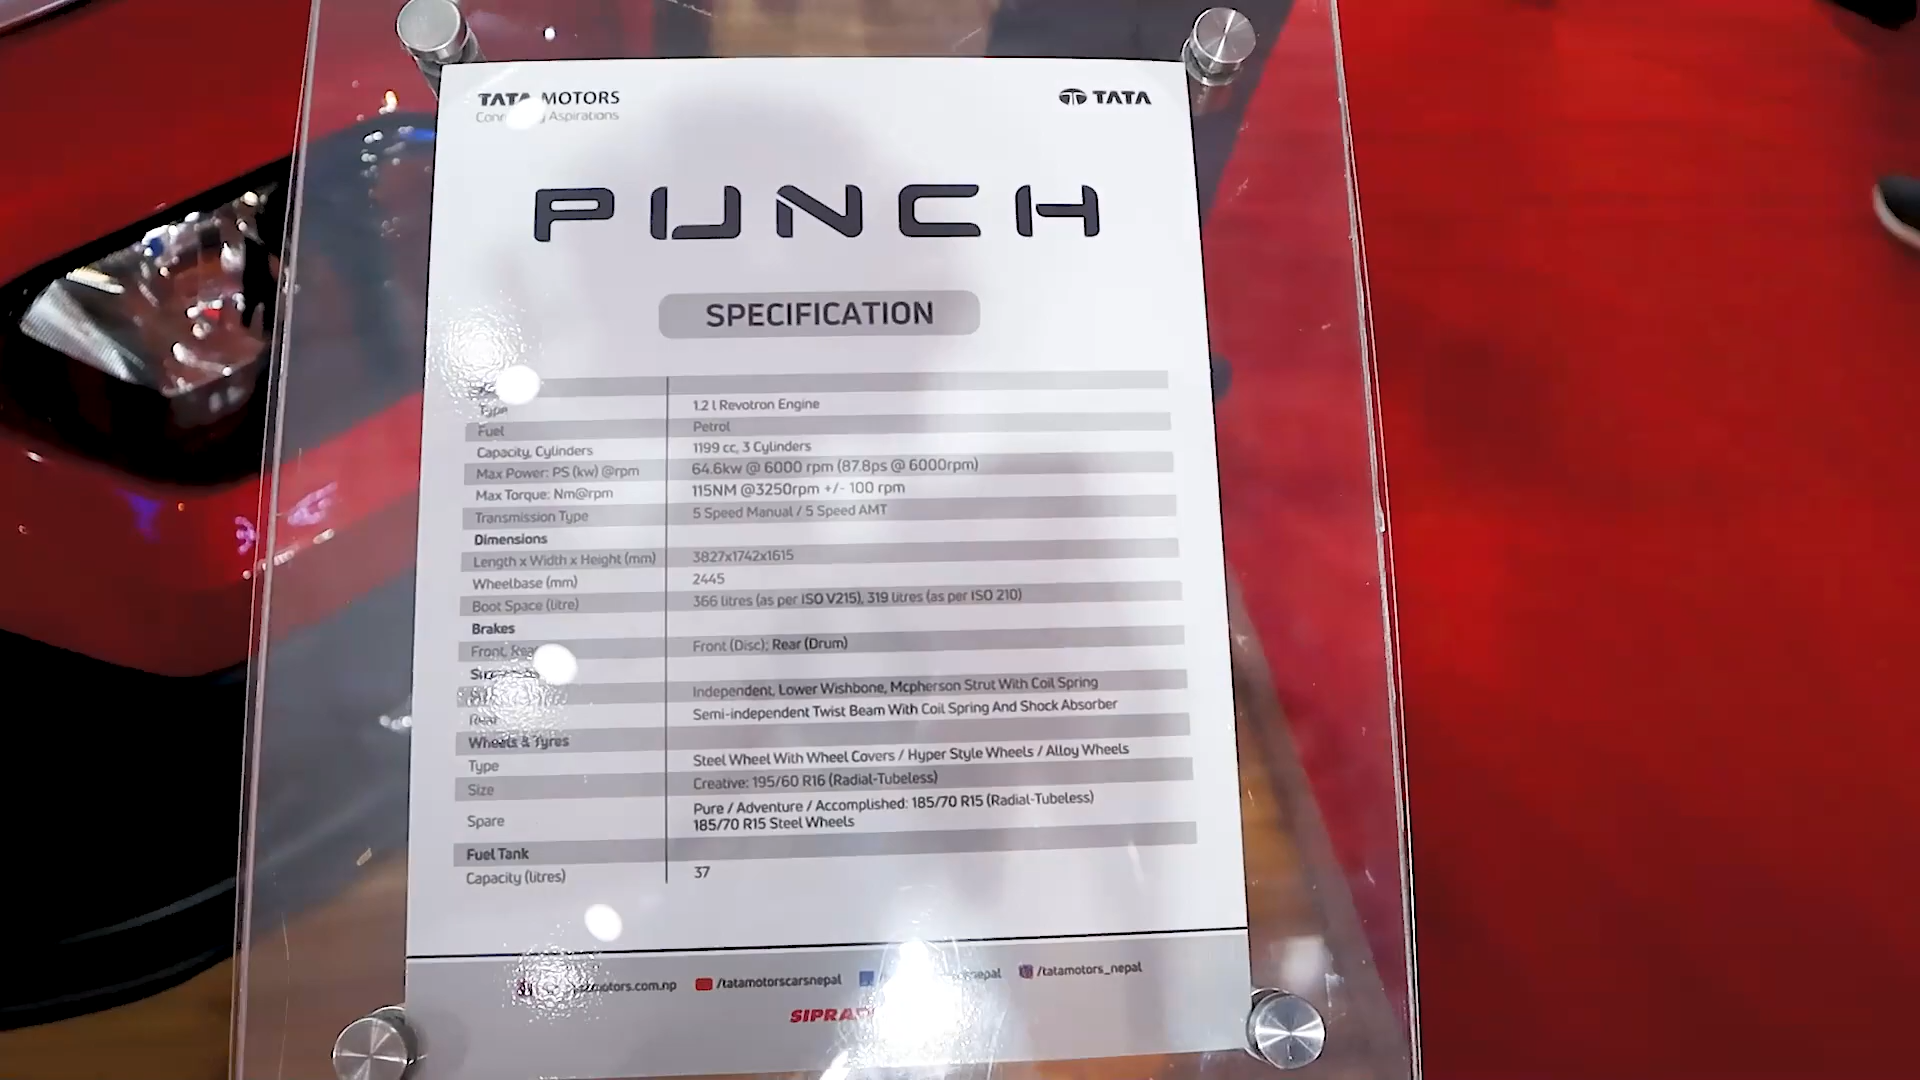 TATA MOTORS
Aspirations
TATA
PUNCH
SPECIFICATION
Type 1.2 l Revotron Engine
Fuel Petrol
Capacity, Cylinders 1199 cc, 3 Cylinders
Max Power: PS (kw) @rpm 64.6kw @ 6000 rpm (87.8ps @ 6000rpm)
Max Torque: Nm@rpm 115NM @3250rpm +/- 100 rpm
Transmission Type 5 Speed Manual / 5 Speed AMT
Dimensions
Length x Width x Height (mm) 3827x1742x1615
Wheelbase (mm) 2445
Boot Space (litre) 366 litres (as per ISO V215), 319 litres (as per ISO 210)
Brakes
Front, Rear Front (Disc); Rear (Drum)
Independent, Lower Wishbone, Mcpherson Strut With Coil Spring
Rear Semi-independent Twist Beam With Coil Spring And Shock Absorber
Wheels & Tyres
Type Steel Wheel With Wheel Covers / Hyper Style Wheels / Alloy Wheels
Size Creative: 195/60 R16 (Radial-Tubeless)
Pure / Adventure / Accomplished: 185/70 R15 (Radial-Tubeless)
Spare 185/70 R15 Steel Wheels
Fuel Tank
Capacity (litres) 37
/tatamotorscarsnepal /tatamotors_nepal